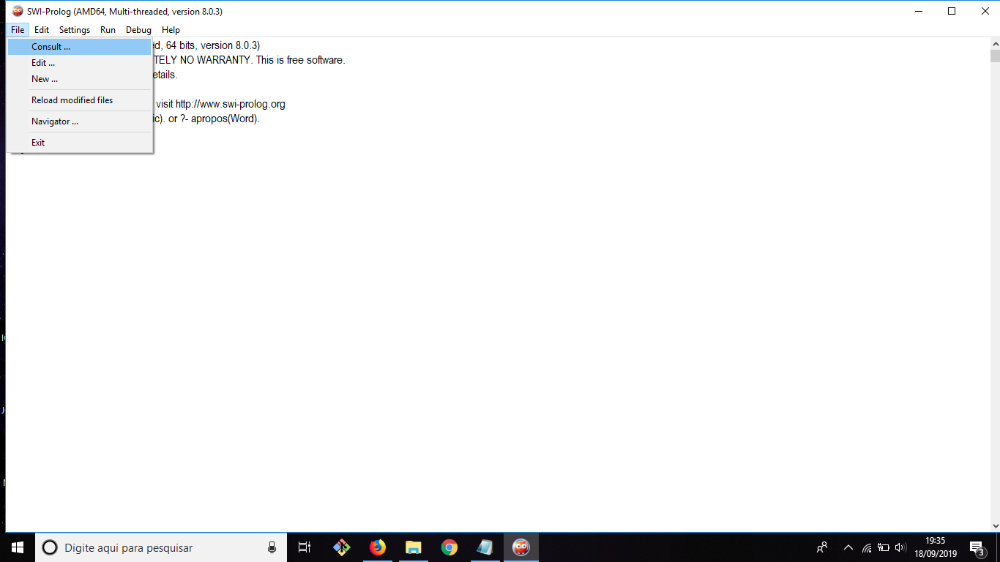 SWI-Prolog (AMD64, Multi-threaded, version 8.0.3)
File Edit Settings Run Debug Help
Consult ...
Edit ...
New ...
Reload modified files
Navigator ...
Exit
d, 64 bits, version 8.0.3)
TELY NO WARRANTY. This is free software.
etails.
visit http://www.swi-prolog.org
ic). or ?- apropos(Word).
Digite aqui para pesquisar
19:35
18/09/2019
3